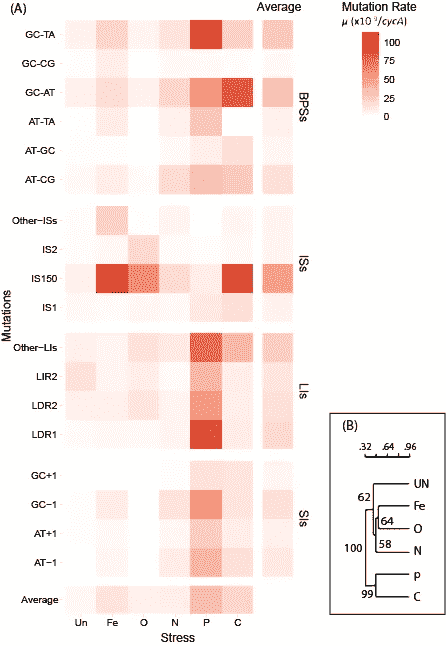 (A)
Average
Mutation Rate
μ (x10⁻⁹/cycA)
100
75
50
25
0
GC-TA
GC-CG
GC-AT
AT-TA
AT-GC
AT-CG
BPSs
Other-ISs
IS2
IS150
IS1
ISs
Mutations
Other-LIs
LIR2
LDR2
LDR1
LIs
GC+1
GC-1
AT+1
AT-1
SIs
Average
Un Fe O N P C
Stress
(B)
.32 .64 .96
UN
62
Fe
64
O
58
N
100
P
99
C